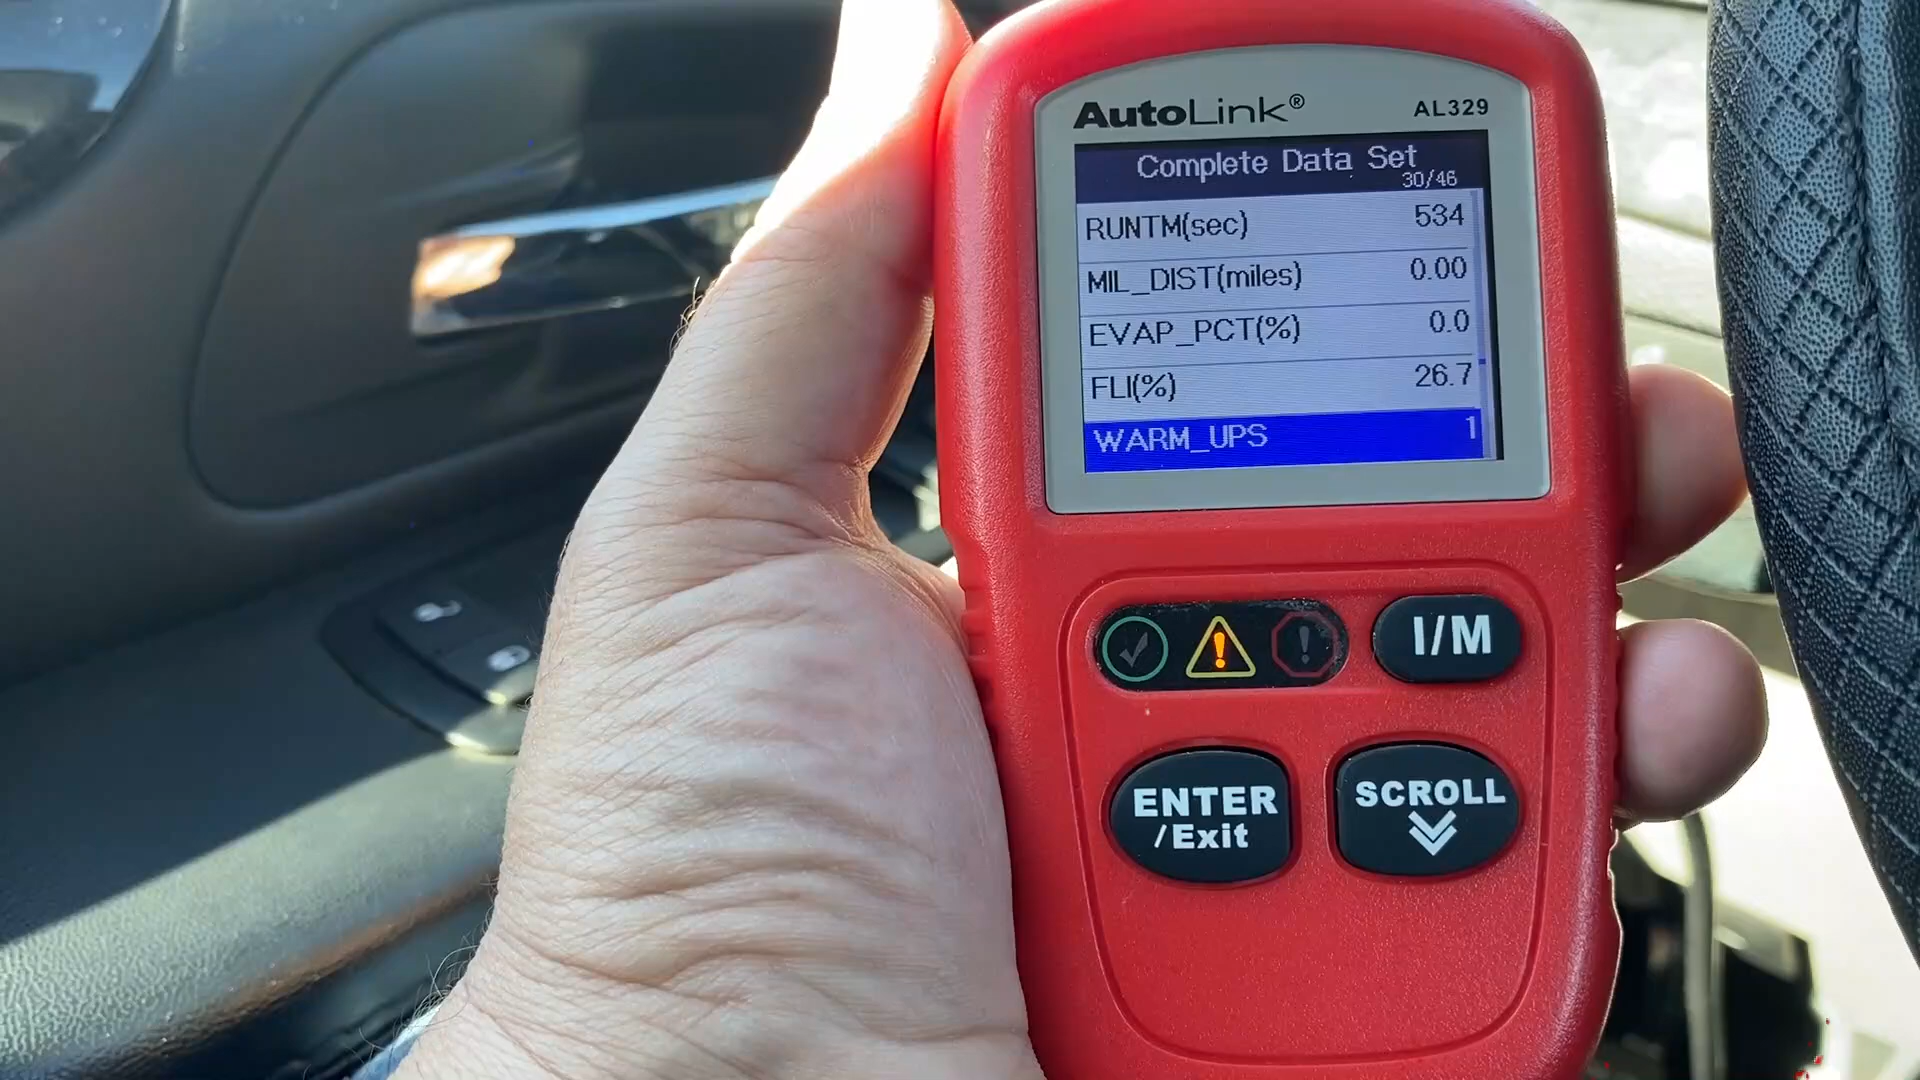 AutoLink® AL329
Complete Data Set
30/46
RUNTM(sec) 534
MIL_DIST(miles) 0.00
EVAP_PCT(%) 0.0
FLI(%) 26.7
WARM_UPS 1
I/M
ENTER
/Exit
SCROLL